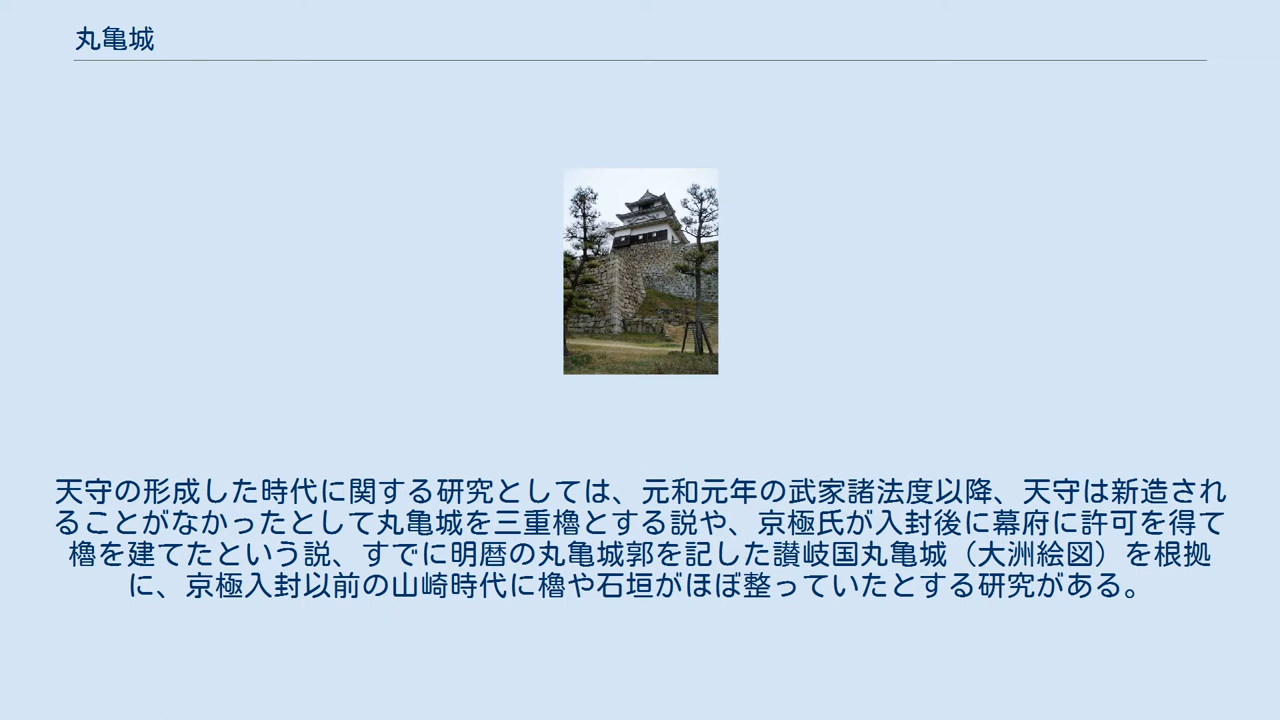 丸亀城
天守の形成した時代に関する研究としては、元和元年の武家諸法度以降、天守は新造され
ることがなかったとして丸亀城を三重櫓とする説や、京極氏が入封後に幕府に許可を得て
櫓を建てたという説、すでに明暦の丸亀城郭を記した讃岐国丸亀城（大洲絵図）を根拠
に、京極入封以前の山崎時代に櫓や石垣がほぼ整っていたとする研究がある。